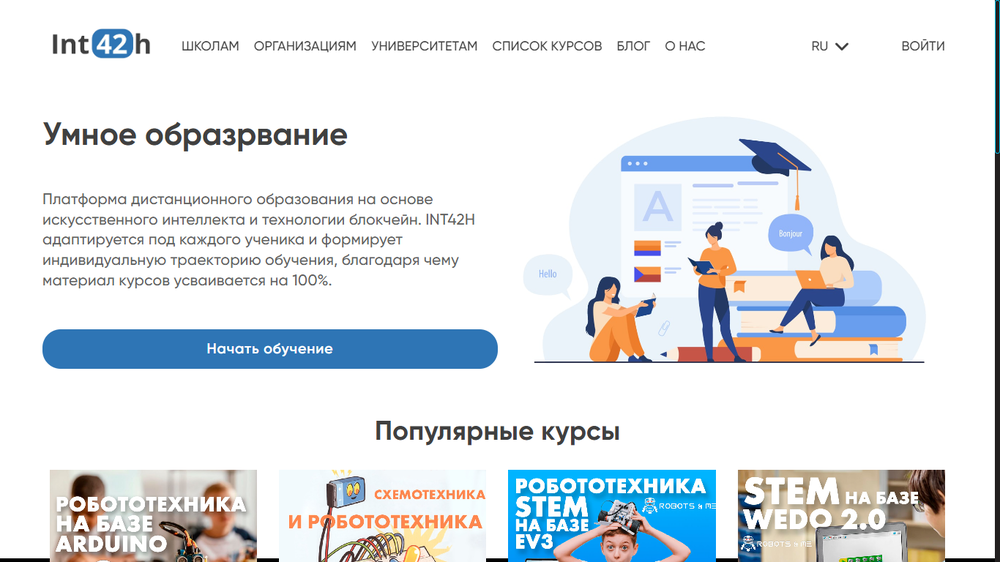 Int42h
ШКОЛАМ ОРГАНИЗАЦИЯМ УНИВЕРСИТЕТАМ СПИСОК КУРСОВ БЛОГ О НАС RU ВОЙТИ
Умное образрвание
Платформа дистанционного образования на основе
искусственного интеллекта и технологии блокчейн. INT42H
адаптируется под каждого ученика и формирует
индивидуальную траекторию обучения, благодаря чему
материал курсов усваивается на 100%.
Начать обучение
A
Bonjour
Hello
Популярные курсы
РОБОТОТЕХНИКА
НА БАЗЕ
ARDUINO
СХЕМОТЕХНИКА
И РОБОТОТЕХНИКА
РОБОТОТЕХНИКА
STEM
НА БАЗЕ
EV3
ROBOTS & ME
STEM НА БАЗЕ
WEDO 2.0
ROBOTS & ME